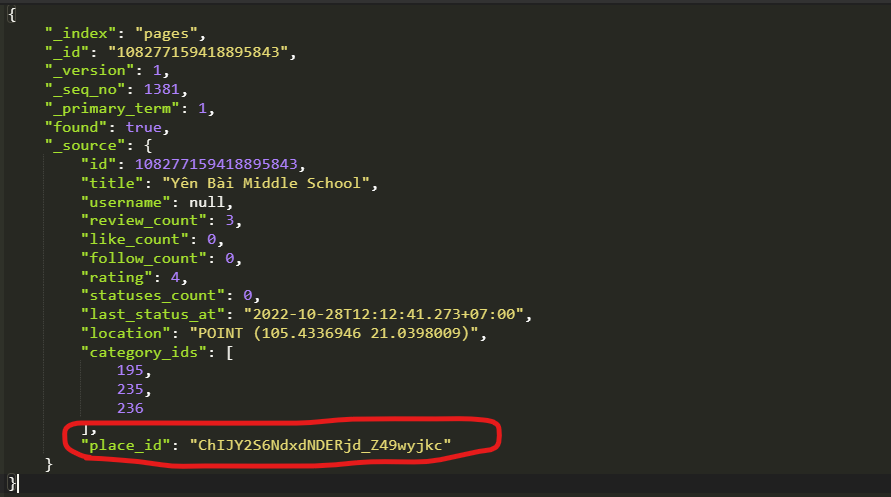 {
"_index": "pages",
"_id": "108277159418895843",
"_version": 1,
"_seq_no": 1381,
"_primary_term": 1,
"found": true,
"_source": {
"id": 108277159418895843,
"title": "Yên Bài Middle School",
"username": null,
"review_count": 3,
"like_count": 0,
"follow_count": 0,
"rating": 4,
"statuses_count": 0,
"last_status_at": "2022-10-28T12:12:41.273+07:00",
"location": "POINT (105.4336946 21.0398009)",
"category_ids": [
195,
235,
236
],
"place_id": "ChIJY2S6NdxdNDERjd_Z49wyjkc"
}
}